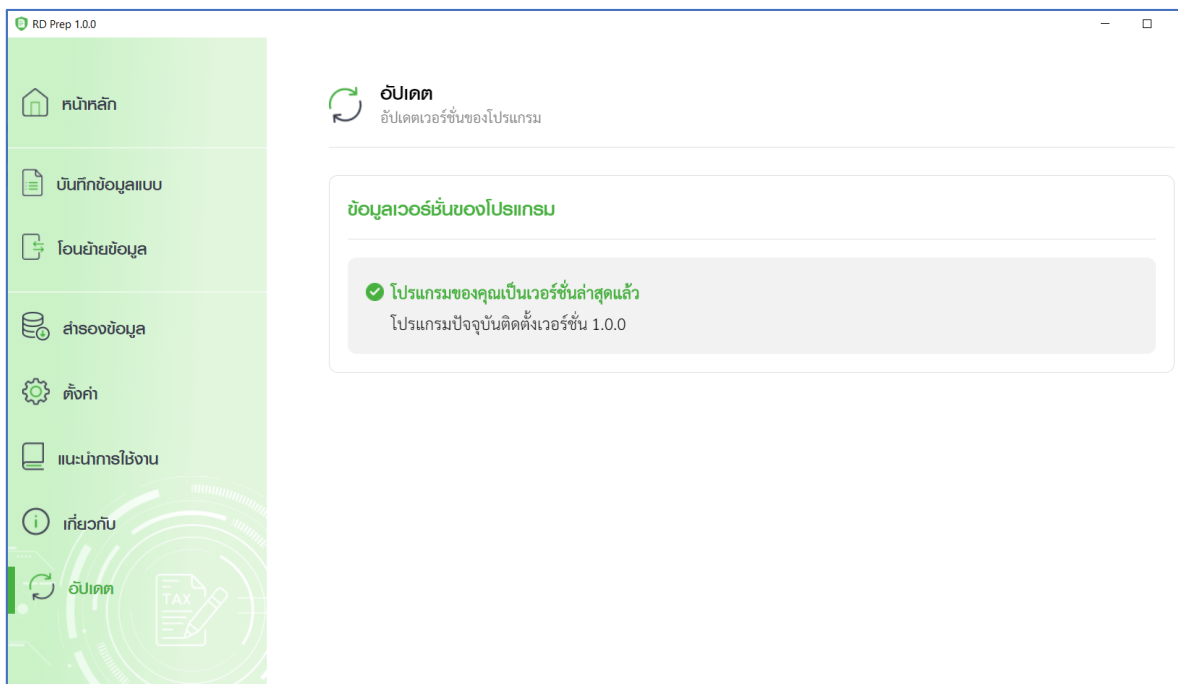 RD Prep 1.0.0
หน้าหลัก
บันทึกข้อมูลแบบ
โอนย้ายข้อมูล
สำรองข้อมูล
ตั้งค่า
แนะนำการใช้งาน
เกี่ยวกับ
อัปเดต
TAX
อัปเดต
อัปเดตเวอร์ชั่นของโปรแกรม
ข้อมูลเวอร์ชั่นของโปรแกรม
โปรแกรมของคุณเป็นเวอร์ชั่นล่าสุดแล้ว
โปรแกรมปัจจุบันติดตั้งเวอร์ชั่น 1.0.0